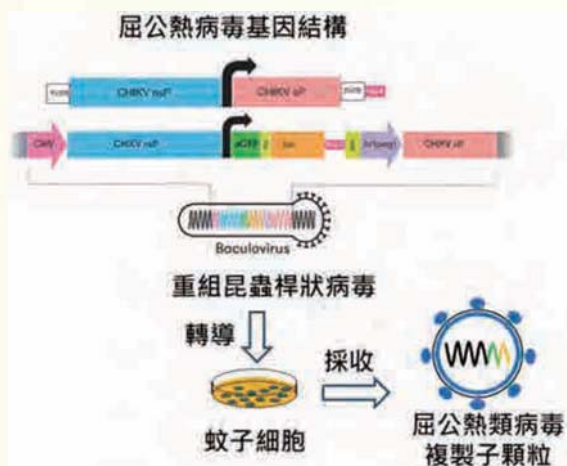 屈公熱病毒基因結構
CHIKV nsP
CHIKV sP
CMV
CHIKV nsP
eGFP
luc
CHIKV sP
Baculovirus
重組昆蟲桿狀病毒
轉導
採收
蚊子細胞
屈公熱類病毒
複製子顆粒